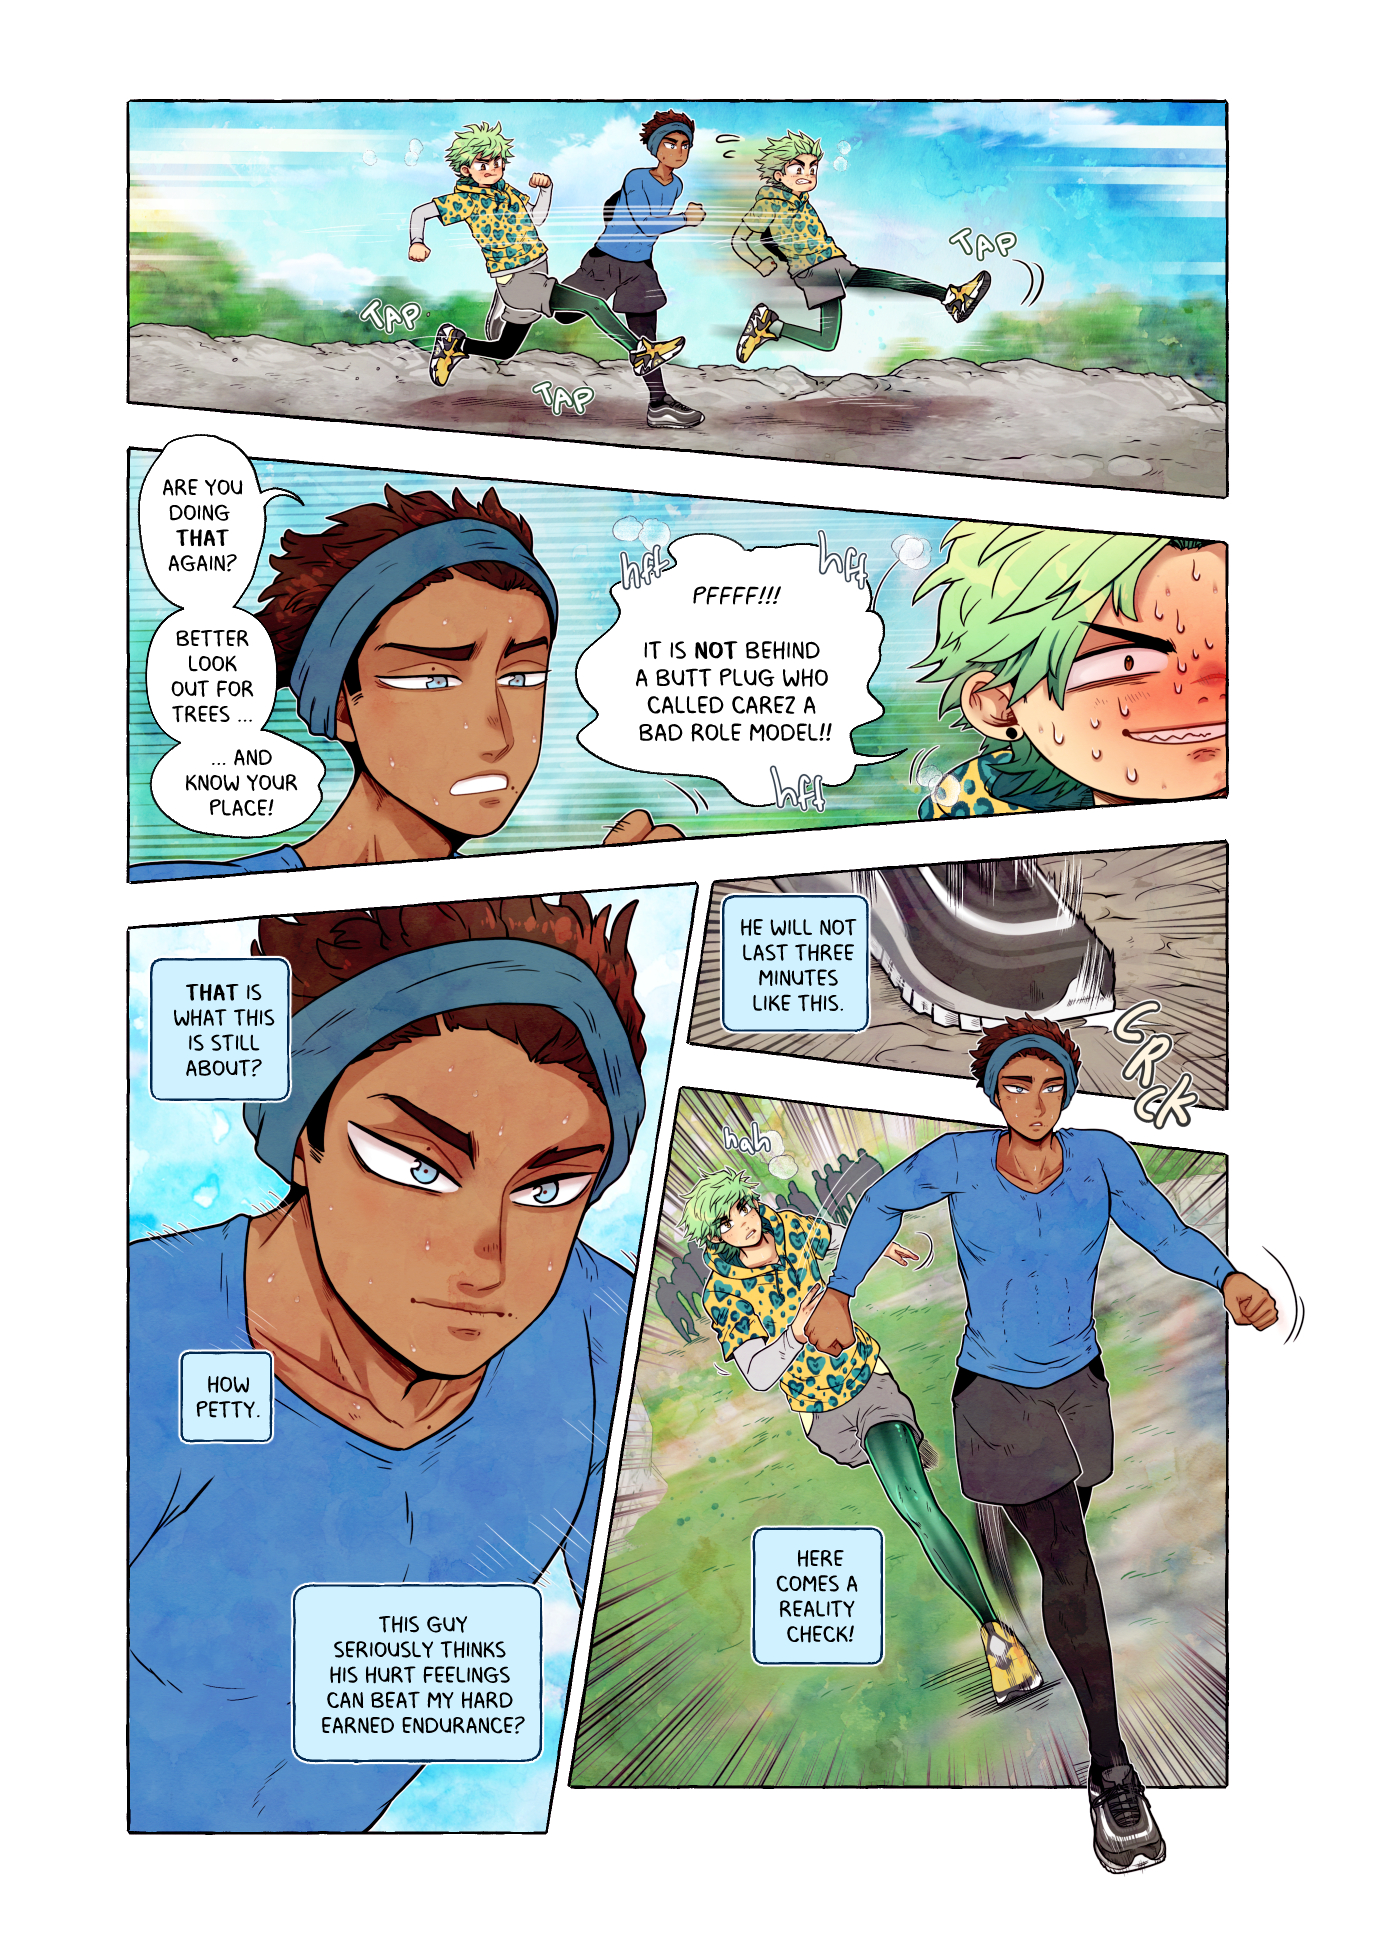 TAP
TAP
TAP
ARE YOU
DOING
THAT
AGAIN?
BETTER
LOOK
OUT FOR
TREES ...
... AND
KNOW YOUR
PLACE!
hff
hff
PFFFF!!!
IT IS NOT BEHIND
A BUTT PLUG WHO
CALLED CAREZ A
BAD ROLE MODEL!!
hff
THAT IS
WHAT THIS
IS STILL
ABOUT?
HOW
PETTY.
THIS GUY
SERIOUSLY THINKS
HIS HURT FEELINGS
CAN BEAT MY HARD
EARNED ENDURANCE?
HE WILL NOT
LAST THREE
MINUTES
LIKE THIS.
CRCK
hah
HERE
COMES A
REALITY
CHECK!